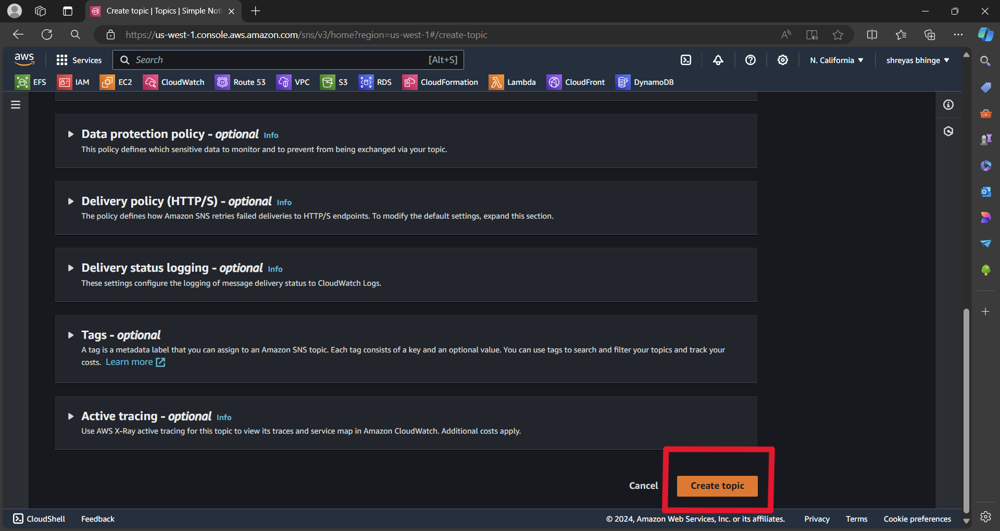 Create topic | Topics | Simple Noti
https://us-west-1.console.aws.amazon.com/sns/v3/home?region=us-west-1#/create-topic
aws Services Search [Alt+S] N. California shreyas bhinge
EFS IAM EC2 CloudWatch Route 53 VPC S3 RDS CloudFormation Lambda CloudFront DynamoDB
Data protection policy - optional Info
This policy defines which sensitive data to monitor and to prevent from being exchanged via your topic.
Delivery policy (HTTP/S) - optional Info
The policy defines how Amazon SNS retries failed deliveries to HTTP/S endpoints. To modify the default settings, expand this section.
Delivery status logging - optional Info
These settings configure the logging of message delivery status to CloudWatch Logs.
Tags - optional
A tag is a metadata label that you can assign to an Amazon SNS topic. Each tag consists of a key and an optional value. You can use tags to search and filter your topics and track your
costs. Learn more
Active tracing - optional Info
Use AWS X-Ray active tracing for this topic to view its traces and service map in Amazon CloudWatch. Additional costs apply.
Cancel Create topic
CloudShell Feedback © 2024, Amazon Web Services, Inc. or its affiliates. Privacy Terms Cookie preferences